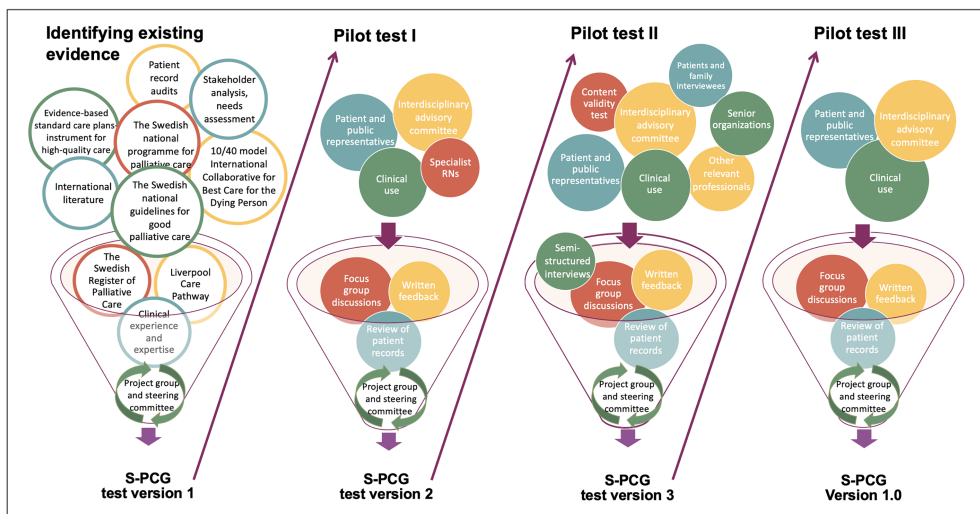 Identifying existing
evidence
Patient
record
audits
Stakeholder
analysis,
needs
assessment
Evidence-based
standard care plans-
instrument for
high-quality care
The Swedish
national
programme for
palliative care
10/40 model
International
Collaborative for
Best Care for the
Dying Person
International
literature
The Swedish
national
guidelines for
good
palliative care
The
Swedish
Register of
Palliative
Care
Liverpool
Care
Pathway
Clinical
experience
and
expertise
Project group
and steering
committee
S-PCG
test version 1
Pilot test I
Interdisciplinary
advisory
committee
Patient and
public
representatives
Specialist
RNs
Clinical
use
Focus
group
discussions
Written
feedback
Review of
patient
records
Project group
and steering
committee
S-PCG
test version 2
Pilot test II
Patients and
family
interviewees
Content
validity
test
Interdisciplinary
advisory
committee
Senior
organizations
Patient and
public
representatives
Clinical
use
Other
relevant
professionals
Semi-
structured
interviews
Focus
group
discussions
Written
feedback
Review of
patient
records
Project group
and steering
committee
S-PCG
test version 3
Pilot test III
Patient and
public
representatives
Interdisciplinary
advisory
committee
Clinical
use
Focus
group
discussions
Written
feedback
Review of
patient
records
Project group
and steering
committee
S-PCG
Version 1.0